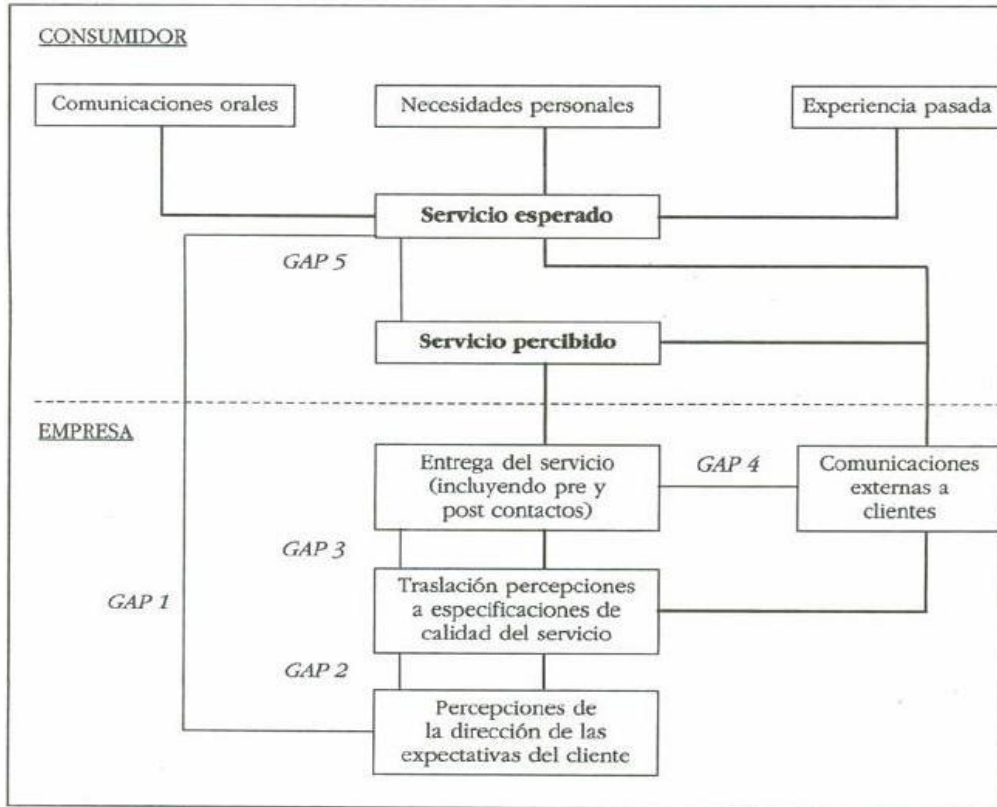 CONSUMIDOR
Comunicaciones orales
Necesidades personales
Experiencia pasada
Servicio esperado
GAP 5
Servicio percibido
EMPRESA
Entrega del servicio
(incluyendo pre y
post contactos)
GAP 4
Comunicaciones
externas a
clientes
GAP 3
GAP 1
Traslación percepciones
a especificaciones de
calidad del servicio
GAP 2
Percepciones de
la dirección de las
expectativas del cliente